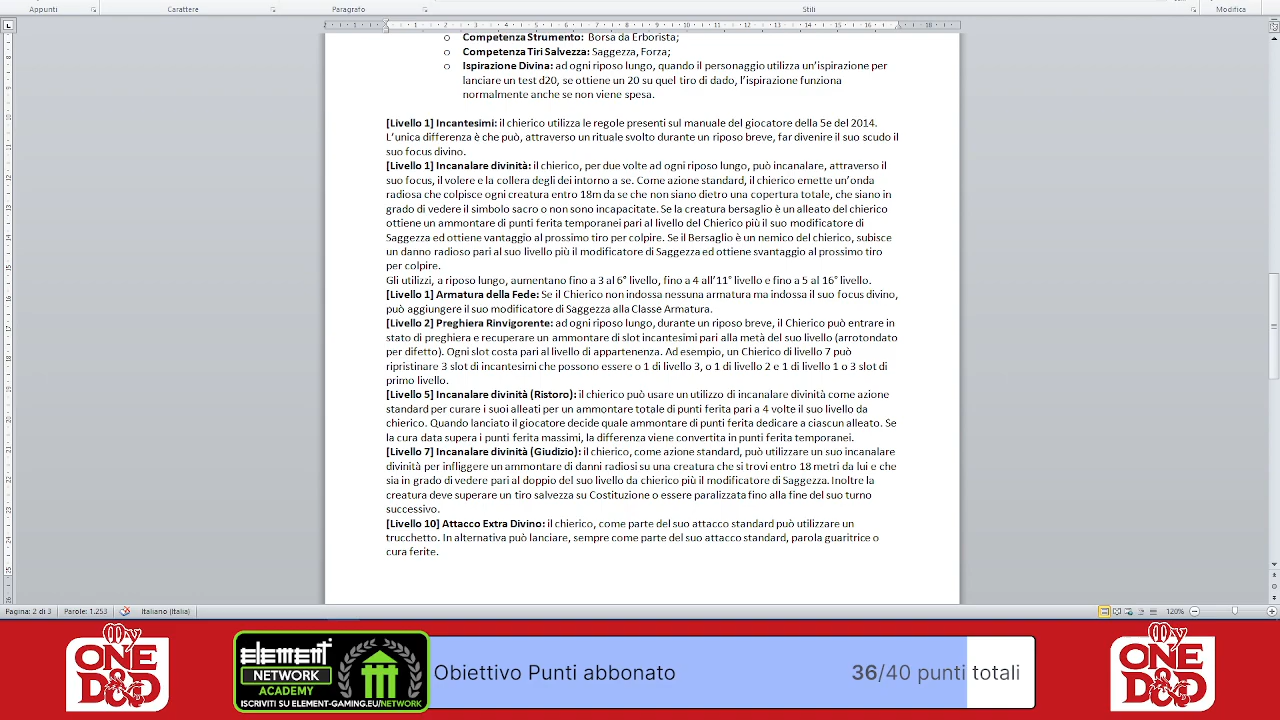 Appunti Carattere Paragrafo Stili Modifica
2 1 1 2 3 4 5 6 7 8 9 10 11 12 13 14 15 16 18
o Competenza Strumento: Borsa da Erborista;
o Competenza Tiri Salvezza: Saggezza, Forza;
o Ispirazione Divina: ad ogni riposo lungo, quando il personaggio utilizza un'ispirazione per
lanciare un test d20, se ottiene un 20 su quel tiro di dado, l'ispirazione funziona
normalmente anche se non viene spesa.
[Livello 1] Incantesimi: il chierico utilizza le regole presenti sul manuale del giocatore della 5e del 2014.
L'unica differenza è che può, attraverso un rituale svolto durante un riposo breve, far divenire il suo scudo il
suo focus divino.
[Livello 1] Incanalare divinità: il chierico, per due volte ad ogni riposo lungo, può incanalare, attraverso il
suo focus, il volere e la collera degli dei intorno a se. Come azione standard, il chierico emette un'onda
radiosa che colpisce ogni creatura entro 18m da se che non siano dietro una copertura totale, che siano in
grado di vedere il simbolo sacro o non sono incapacitate. Se la creatura bersaglio è un alleato del chierico
ottiene un ammontare di punti ferita temporanei pari al livello del Chierico più il suo modificatore di
Saggezza ed ottiene vantaggio al prossimo tiro per colpire. Se il Bersaglio è un nemico del chierico, subisce
un danno radioso pari al suo livello più il modificatore di Saggezza ed ottiene svantaggio al prossimo tiro
per colpire.
Gli utilizzi, a riposo lungo, aumentano fino a 3 al 6° livello, fino a 4 all'11° livello e fino a 5 al 16° livello.
[Livello 1] Armatura della Fede: Se il Chierico non indossa nessuna armatura ma indossa il suo focus divino,
può aggiungere il suo modificatore di Saggezza alla Classe Armatura.
[Livello 2] Preghiera Rinvigorente: ad ogni riposo lungo, durante un riposo breve, il Chierico può entrare in
stato di preghiera e recuperare un ammontare di slot incantesimi pari alla metà del suo livello (arrotondato
per difetto). Ogni slot costa pari al livello di appartenenza. Ad esempio, un Chierico di livello 7 può
ripristinare 3 slot di incantesimi che possono essere o 1 di livello 3, o 1 di livello 2 e 1 di livello 1 o 3 slot di
primo livello.
[Livello 5] Incanalare divinità (Ristoro): il chierico può usare un utilizzo di incanalare divinità come azione
standard per curare i suoi alleati per un ammontare totale di punti ferita pari a 4 volte il suo livello da
chierico. Quando lanciato il giocatore decide quale ammontare di punti ferita dedicare a ciascun alleato. Se
la cura data supera i punti ferita massimi, la differenza viene convertita in punti ferita temporanei.
[Livello 7] Incanalare divinità (Giudizio): il chierico, come azione standard, può utilizzare un suo incanalare
divinità per infliggere un ammontare di danni radiosi su una creatura che si trovi entro 18 metri da lui e che
sia in grado di vedere pari al doppio del suo livello da chierico più il modificatore di Saggezza. Inoltre la
creatura deve superare un tiro salvezza su Costituzione o essere paralizzata fino alla fine del suo turno
successivo.
[Livello 10] Attacco Extra Divino: il chierico, come parte del suo attacco standard può utilizzare un
trucchetto. In alternativa può lanciare, sempre come parte del suo attacco standard, parola guaritrice o
cura ferite.
Pagina: 2 di 3 Parole: 1.253 Italiano (Italia) 120%
My
ONE
D&D
element
NETWORK
ACADEMY
ISCRIVITI SU ELEMENT-GAMING.EU/NETWORK
Obiettivo Punti abbonato 36/40 punti totali
My
ONE
D&D